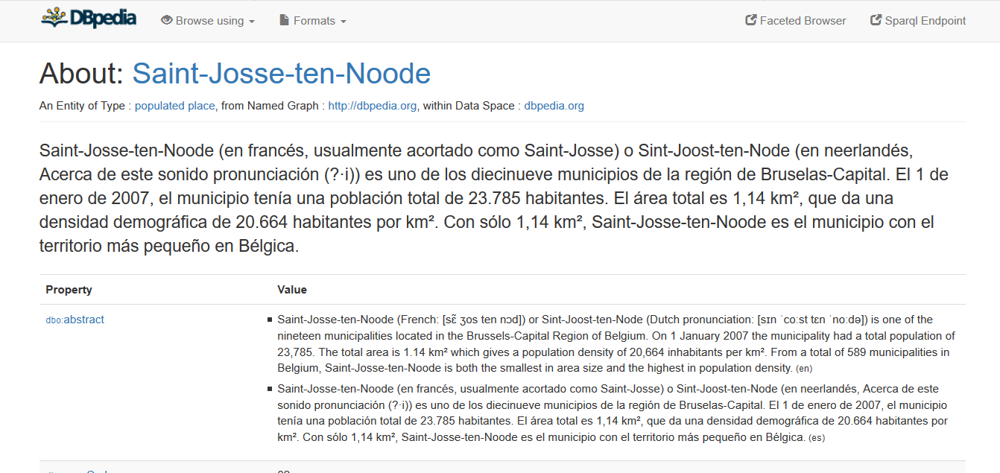 DBpedia Browse using Formats Faceted Browser Sparql Endpoint
About: Saint-Josse-ten-Noode
An Entity of Type : populated place, from Named Graph : http://dbpedia.org, within Data Space : dbpedia.org
Saint-Josse-ten-Noode (en francés, usualmente acortado como Saint-Josse) o Sint-Joost-ten-Node (en neerlandés,
Acerca de este sonido pronunciación (?·i)) es uno de los diecinueve municipios de la región de Bruselas-Capital. El 1 de
enero de 2007, el municipio tenía una población total de 23.785 habitantes. El área total es 1,14 km², que da una
densidad demográfica de 20.664 habitantes por km². Con sólo 1,14 km², Saint-Josse-ten-Noode es el municipio con el
territorio más pequeño en Bélgica.
Property Value
dbo:abstract
Saint-Josse-ten-Noode (French: [sɛ̃ ʒos ten nɔd]) or Sint-Joost-ten-Node (Dutch pronunciation: [sɪn ˈcoːst tɛn ˈnoːdə]) is one of the
nineteen municipalities located in the Brussels-Capital Region of Belgium. On 1 January 2007 the municipality had a total population of
23,785. The total area is 1.14 km² which gives a population density of 20,664 inhabitants per km². From a total of 589 municipalities in
Belgium, Saint-Josse-ten-Noode is both the smallest in area size and the highest in population density. (en)
Saint-Josse-ten-Noode (en francés, usualmente acortado como Saint-Josse) o Sint-Joost-ten-Node (en neerlandés, Acerca de este
sonido pronunciación (?·i)) es uno de los diecinueve municipios de la región de Bruselas-Capital. El 1 de enero de 2007, el municipio
tenía una población total de 23.785 habitantes. El área total es 1,14 km², que da una densidad demográfica de 20.664 habitantes por
km². Con sólo 1,14 km², Saint-Josse-ten-Noode es el municipio con el territorio más pequeño en Bélgica. (es)